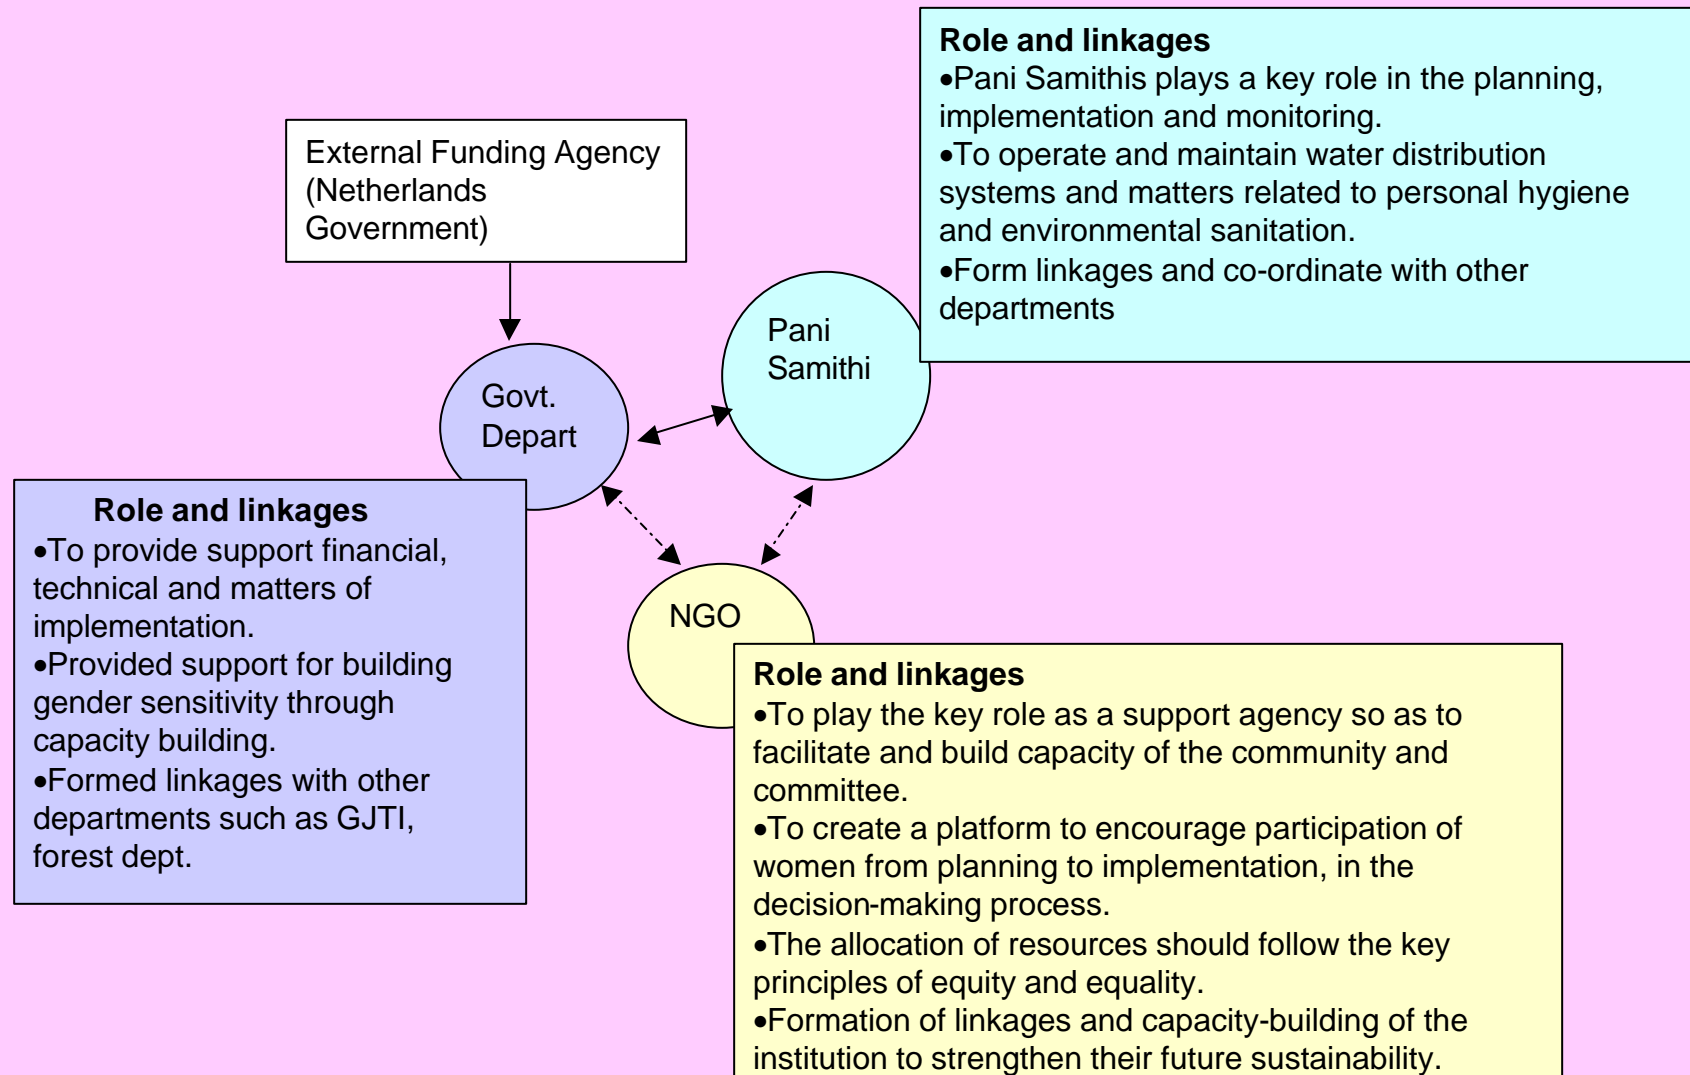 External Funding Agency
(Netherlands
Government)
Role and linkages
•Pani Samithis plays a key role in the planning,
implementation and monitoring.
•To operate and maintain water distribution
systems and matters related to personal hygiene
and environmental sanitation.
•Form linkages and co-ordinate with other
departments
Pani
Samithi
Govt.
Depart
Role and linkages
•To provide support financial,
technical and matters of
implementation.
•Provided support for building
gender sensitivity through
capacity building.
•Formed linkages with other
departments such as GJTI,
forest dept.
NGO
Role and linkages
•To play the key role as a support agency so as to
facilitate and build capacity of the community and
committee.
•To create a platform to encourage participation of
women from planning to implementation, in the
decision-making process.
•The allocation of resources should follow the key
principles of equity and equality.
•Formation of linkages and capacity-building of the
institution to strengthen their future sustainability.